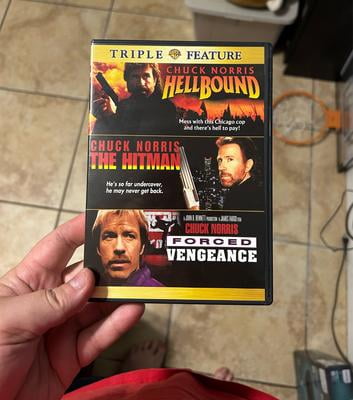 TRIPLE WB FEATURE
CHUCK NORRIS
HELLBOUND
Mess with this Chicago cop
and there's hell to pay!
CHUCK NORRIS
THE HITMAN
He's so far undercover,
he may never get back.
CHUCK NORRIS
FORCED
VENGEANCE